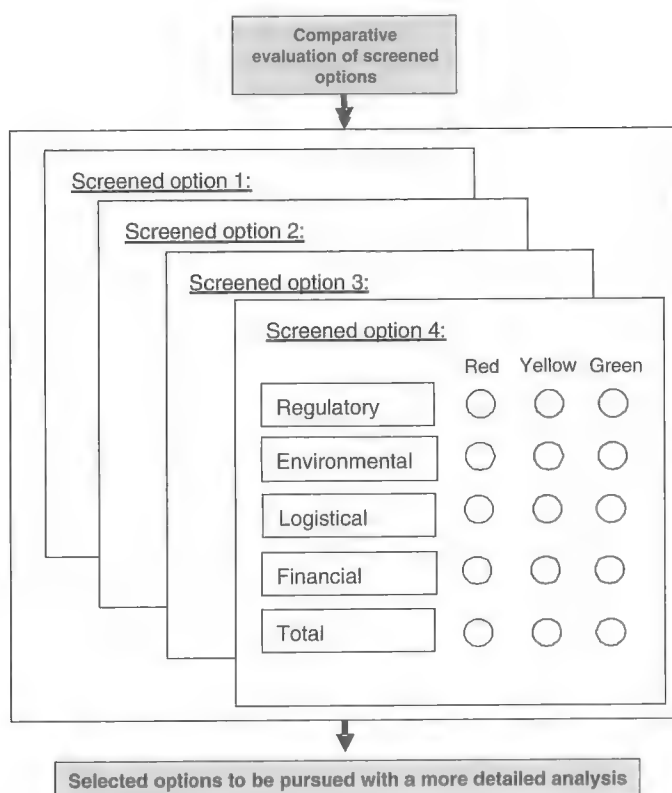 Comparative
evaluation of screened
options
Screened option 1:
Screened option 2:
Screened option 3:
Screened option 4:
Red Yellow Green
Regulatory
Environmental
Logistical
Financial
Total
Selected options to be pursued with a more detailed analysis